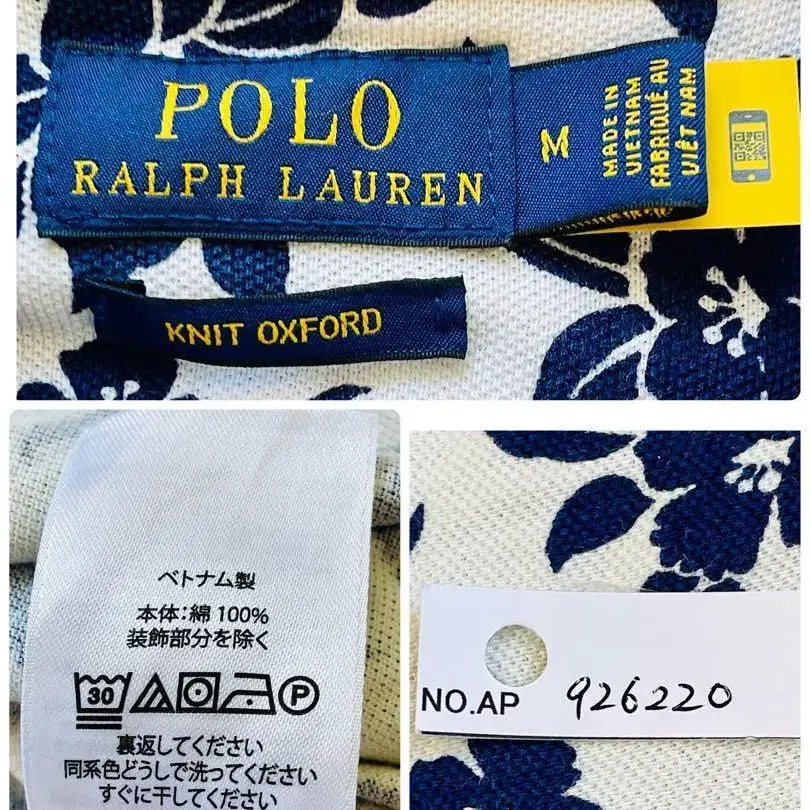 POLO
RALPH LAUREN
M
MADE IN
VIETNAM
FABRIQUÉ AU
VIÊT NAM
KNIT OXFORD
ベトナム製
本体：綿 100%
装飾部分を除く
30
P
裏返してください
同系色どうしで洗ってください
すぐに干してください
NO.AP 926220